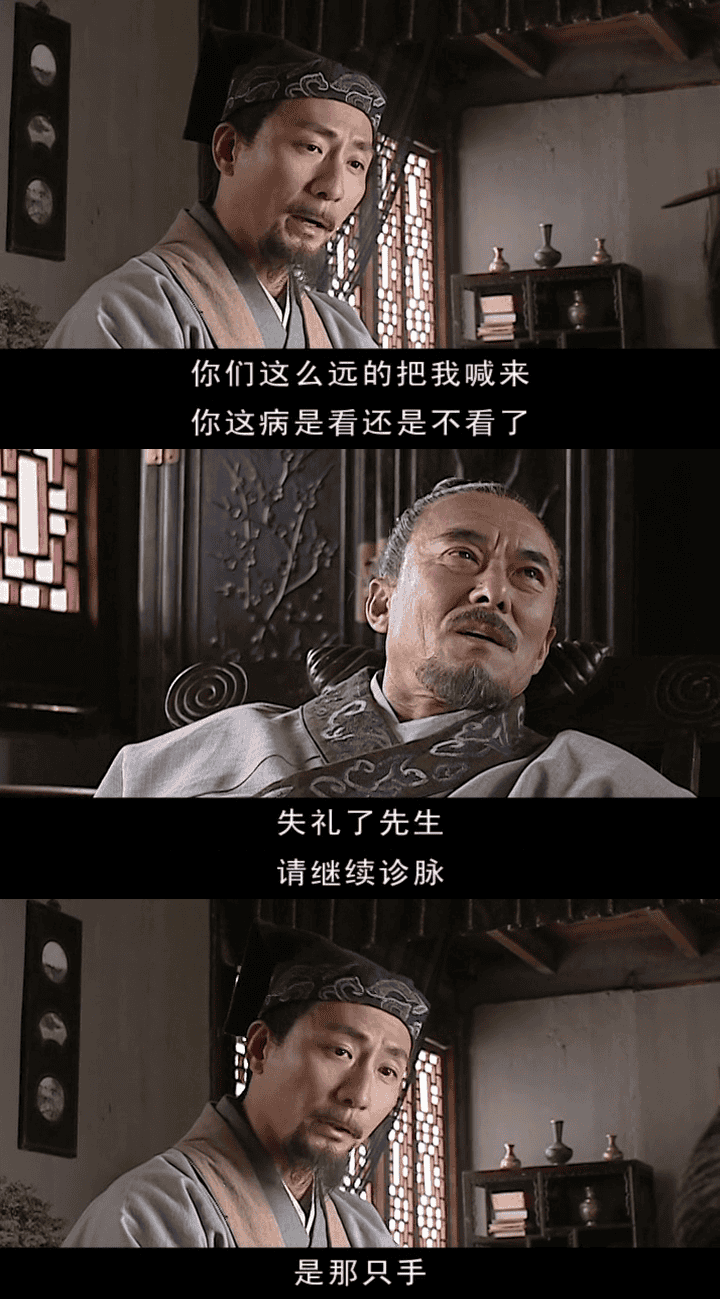 你们这么远的把我喊来
你这病是看还是不看了
失礼了先生
请继续诊脉
是那只手